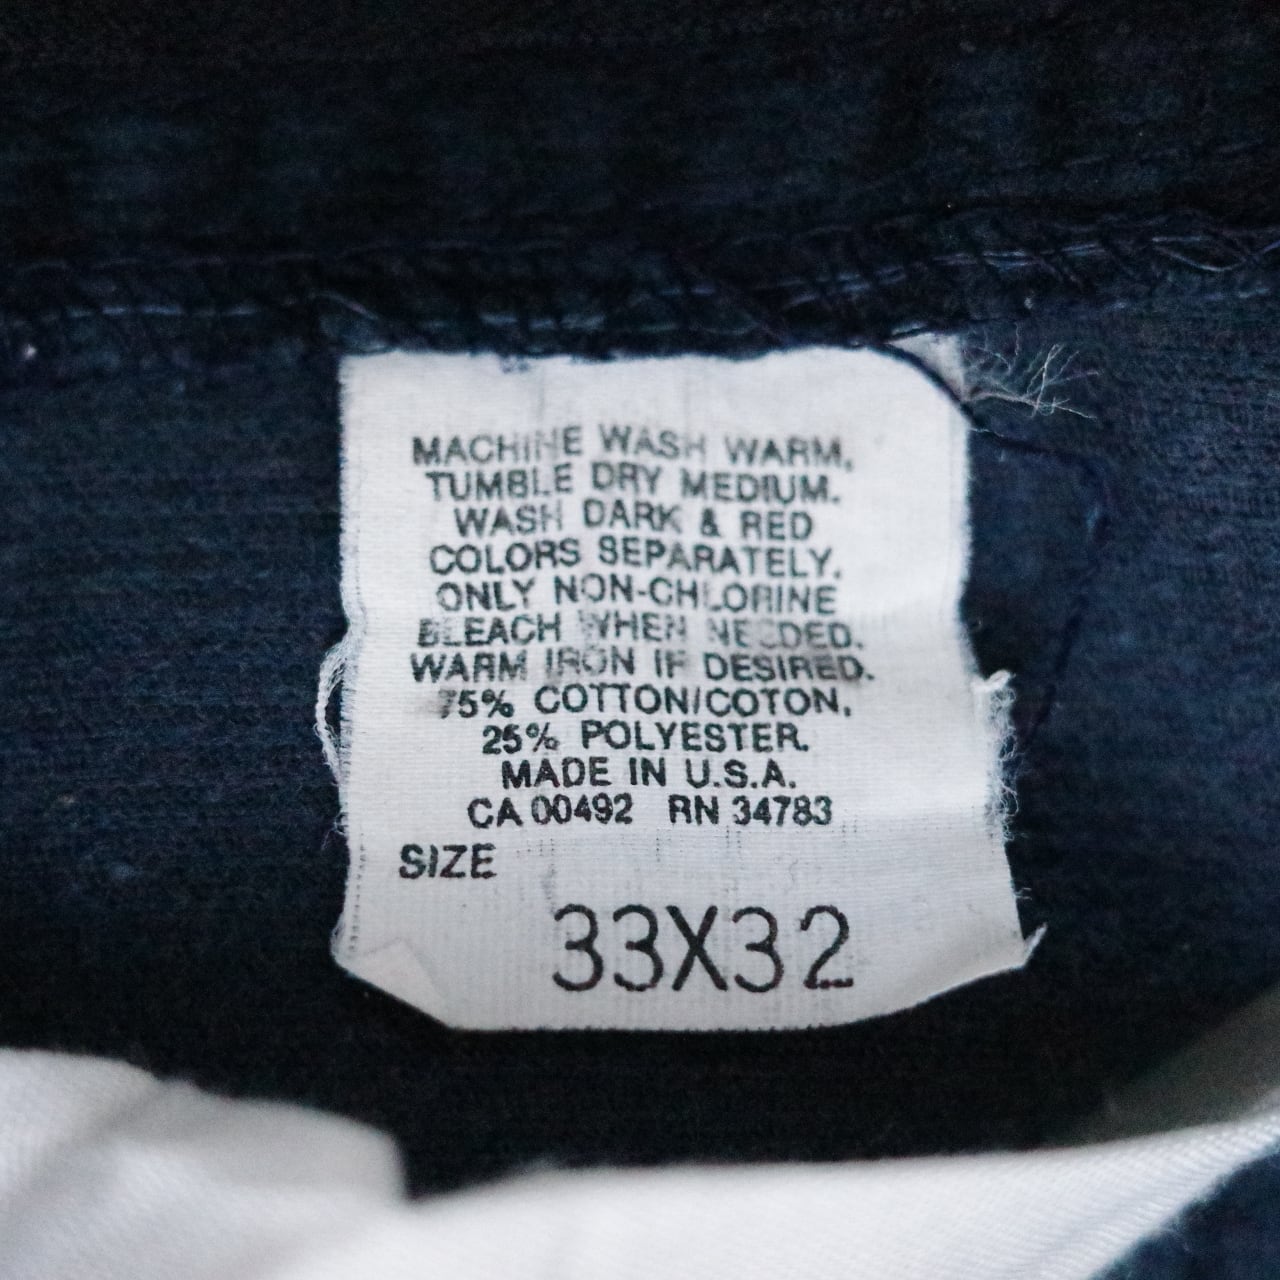 MACHINE WASH WARM,
TUMBLE DRY MEDIUM.
WASH DARK & RED
COLORS SEPARATELY.
ONLY NON-CHLORINE
BLEACH WHEN NEEDED.
WARM IRON IF DESIRED.
75% COTTON/COTON,
25% POLYESTER.
MADE IN U.S.A.
CA 00492 RN 34783
SIZE
33X32